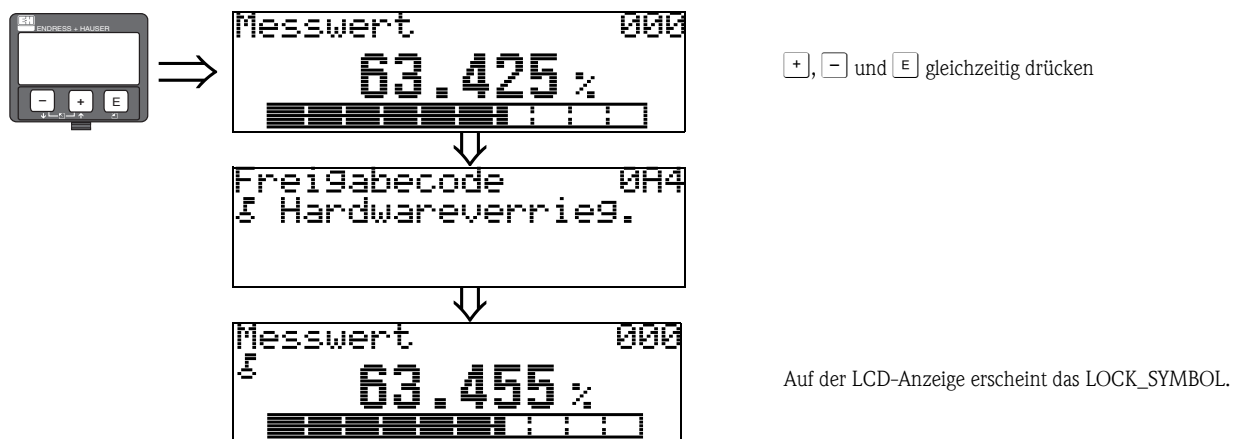 E+H
ENDRESS + HAUSER
- + E
Messwert 000
63.425 %
+, - und E gleichzeitig drücken
Freigabecode 0A4
Hardwareverrieg.
Messwert 000
63.455 %
Auf der LCD-Anzeige erscheint das LOCK_SYMBOL.